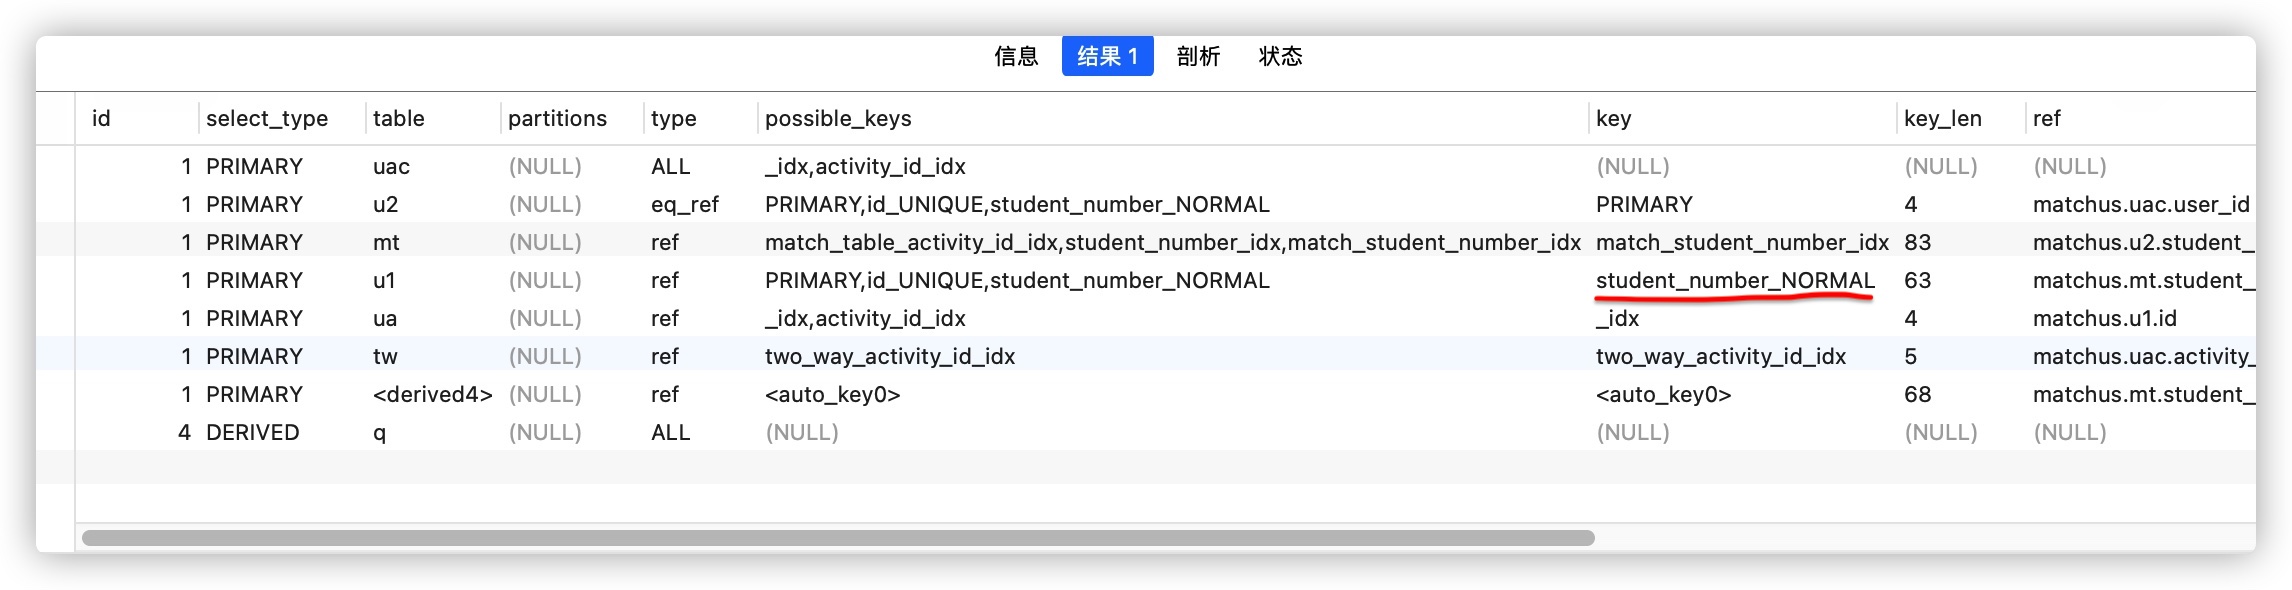 信息 结果 1 剖析 状态
id select_type table partitions type possible_keys key key_len ref
1 PRIMARY uac (NULL) ALL _idx,activity_id_idx (NULL) (NULL) (NULL)
1 PRIMARY u2 (NULL) eq_ref PRIMARY,id_UNIQUE,student_number_NORMAL PRIMARY 4 matchus.uac.user_id
1 PRIMARY mt (NULL) ref match_table_activity_id_idx,student_number_idx,match_student_number_idx match_student_number_idx 83 matchus.u2.student_
1 PRIMARY u1 (NULL) ref PRIMARY,id_UNIQUE,student_number_NORMAL student_number_NORMAL 63 matchus.mt.student_
1 PRIMARY ua (NULL) ref _idx,activity_id_idx _idx 4 matchus.u1.id
1 PRIMARY tw (NULL) ref two_way_activity_id_idx two_way_activity_id_idx 5 matchus.uac.activity_
1 PRIMARY <derived4> (NULL) ref <auto_key0> <auto_key0> 68 matchus.mt.student_
4 DERIVED q (NULL) ALL (NULL) (NULL) (NULL) (NULL)